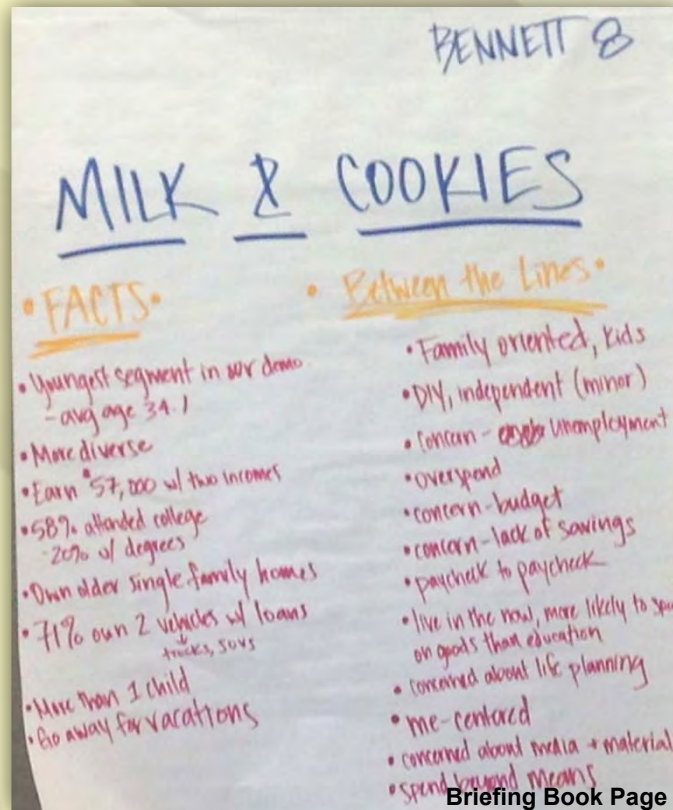 BENNETT 8
MILK & COOKIES
• FACTS •
• Youngest segment in our demo
- avg age 34.1
• More diverse
• Earn $57,000 w/ two incomes
• 58% attended college
- 20% w/ degrees
• Own older single family homes
• 71% own 2 vehicles w/ loans
trucks, SUVs
• More than 1 child
• Go away for vacations
• Between the Lines •
• Family oriented, kids
• DIY, independent (minor)
• Concern - unemployment
• overspend
• concern - budget
• concern - lack of savings
• paycheck to paycheck
• live in the now, more likely to
on goods than education
• concerned about life planning
• me-centered
• concerned about media + material
• spend beyond means
Briefing Book Page